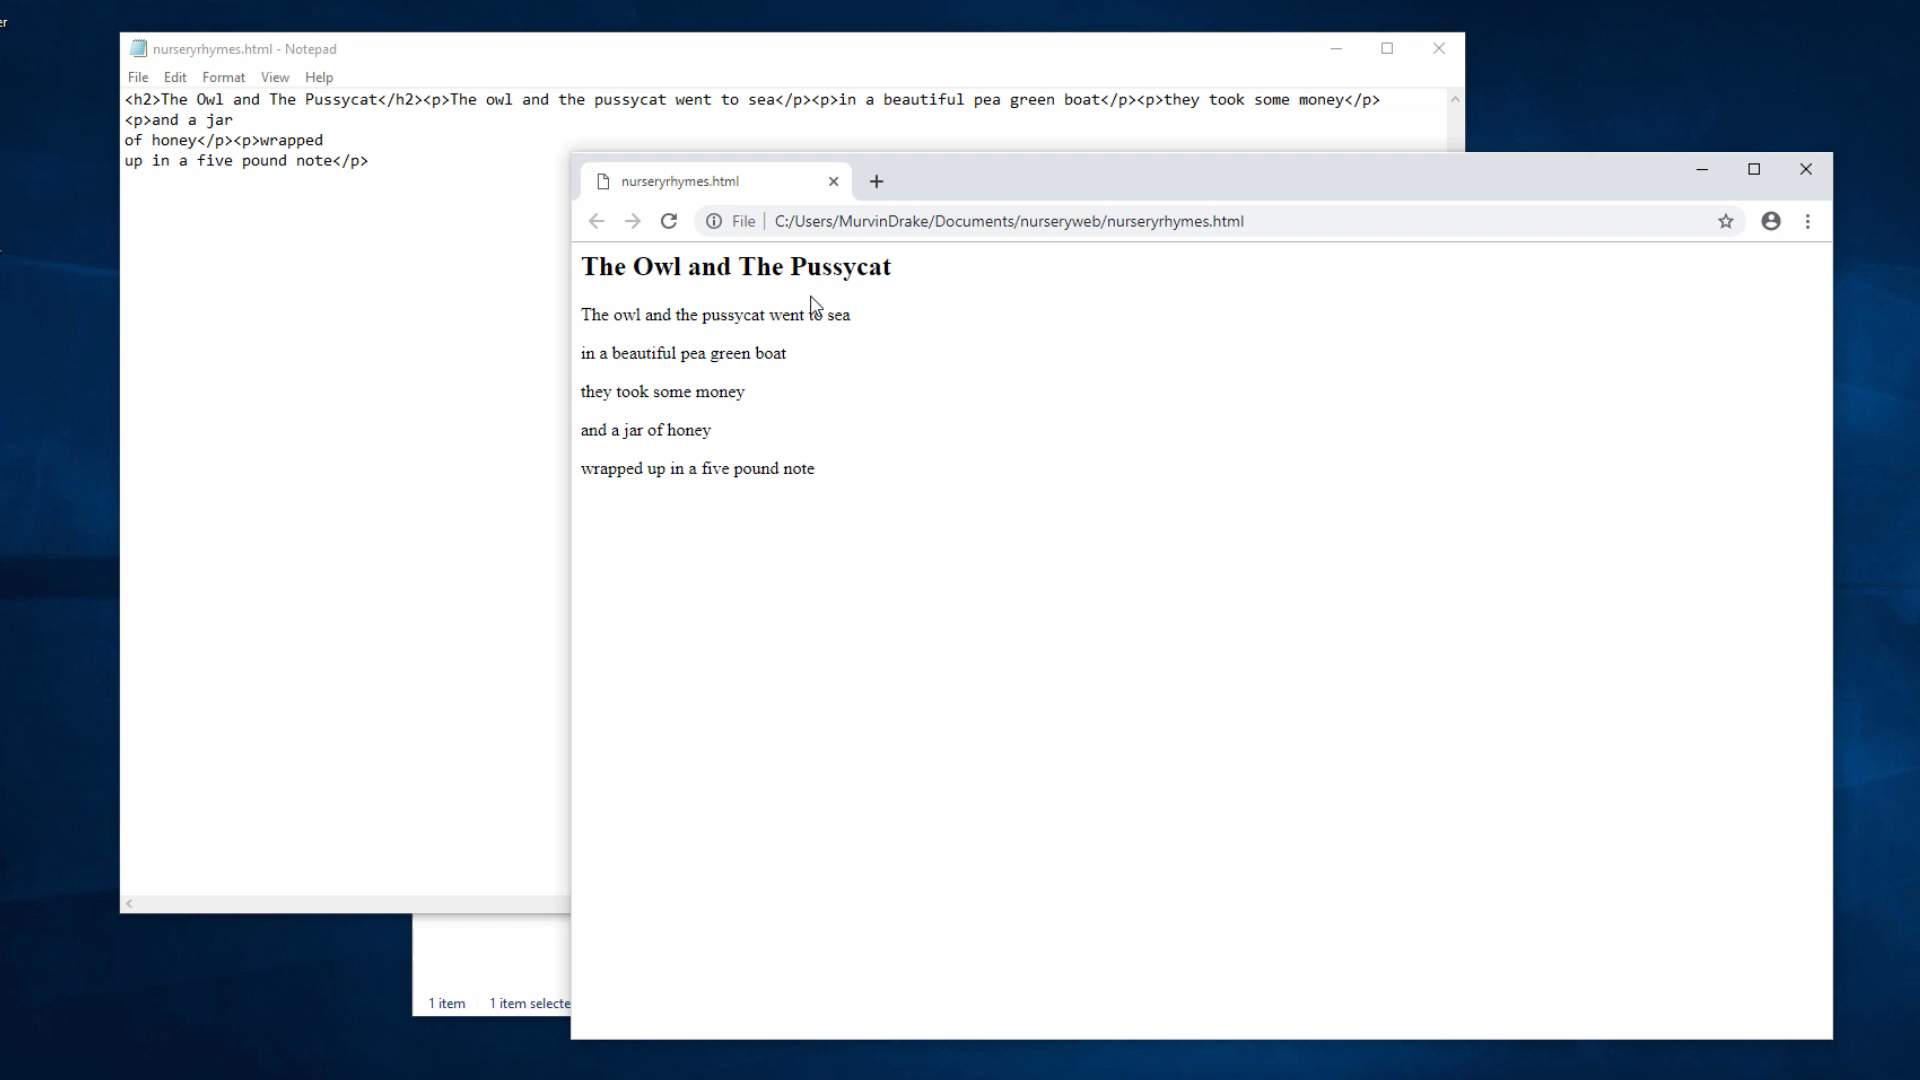 er
nurseryrhymes.html - Notepad
File Edit Format View Help
<h2>The Owl and The Pussycat</h2><p>The owl and the pussycat went to sea</p><p>in a beautiful pea green boat</p><p>they took some money</p>
<p>and a jar
of honey</p><p>wrapped
up in a five pound note</p>
nurseryrhymes.html
File C:/Users/MurvinDrake/Documents/nurseryweb/nurseryrhymes.html
The Owl and The Pussycat
The owl and the pussycat went to sea
in a beautiful pea green boat
they took some money
and a jar of honey
wrapped up in a five pound note
1 item 1 item selecte